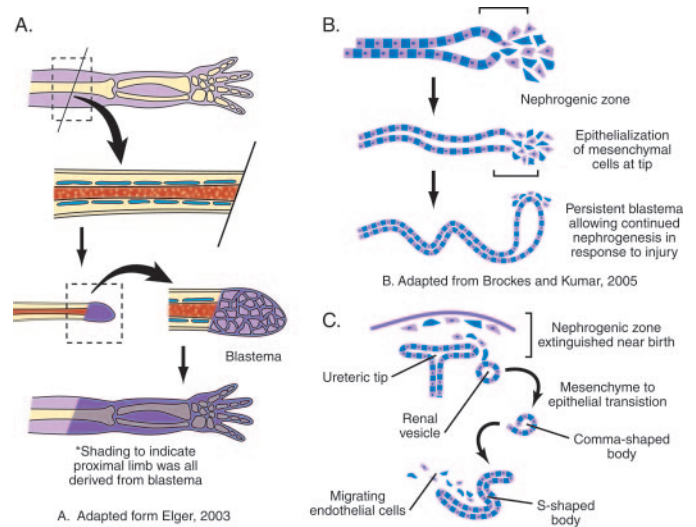 A.
Blastema
*Shading to indicate
proximal limb was all
derived from blastema
A. Adapted form Elger, 2003
B.
Nephrogenic zone
Epithelialization
of mesenchymal
cells at tip
Persistent blastema
allowing continued
nephrogenesis in
response to injury
B. Adapted from Brockes and Kumar, 2005
C.
Nephrogenic zone
extinguished near birth
Ureteric tip
Renal
vesicle
Mesenchyme to
epithelial transistion
Comma-shaped
body
Migrating
endothelial cells
S-shaped
body